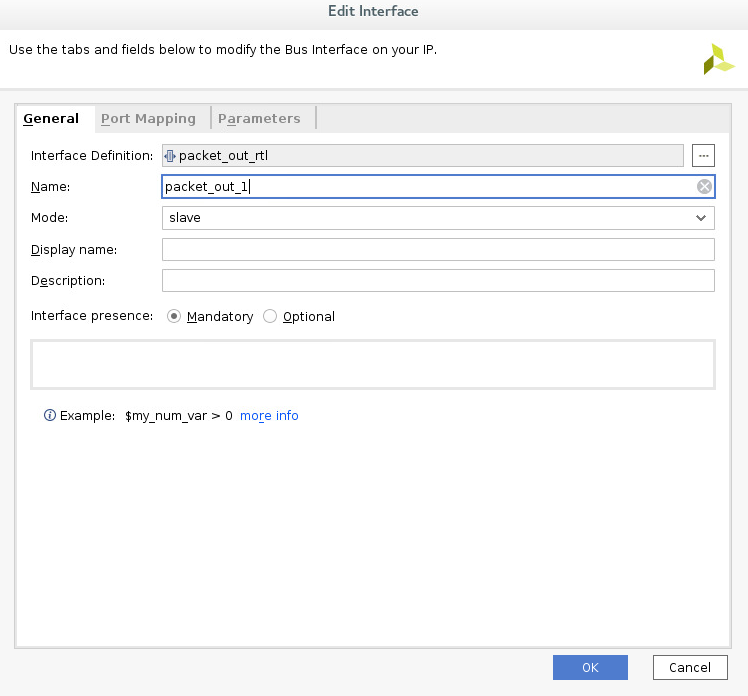 Edit Interface
Use the tabs and fields below to modify the Bus Interface on your IP.
General Port Mapping Parameters
Interface Definition: packet_out_rtl ...
Name: packet_out_1
Mode: slave
Display name:
Description:
Interface presence: Mandatory Optional
Example: $my_num_var > 0 more info
OK Cancel